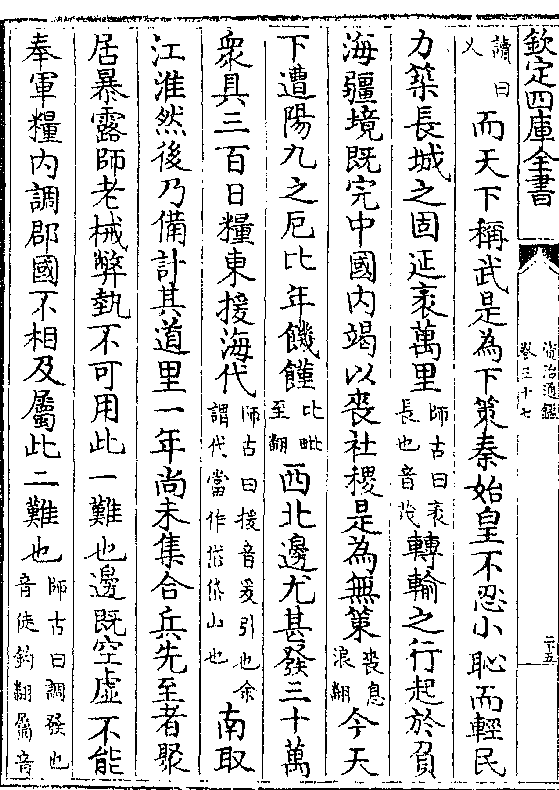 欽定四庫全書
資治通鑑
卷三十七
二十五
讀曰
乂
而天下稱武是為下策秦始皇不忍小恥而輕民
力築長城之固延袤萬里
師古曰袤
長也音茂
轉輸之行起於負
海疆境既完中國內竭以喪社稷是為無策
喪息
浪翻
今天
下遭陽九之戹比年饑饉
比毗
至翻
西北邊尤甚發三十萬
衆具三百日糧東援海代
師古曰援音爰引也余
謂代當作岱岱山也
南取
江淮然後乃備計其道里一年尚未集合兵先至者聚
居暴露師老械弊埶不可用此一難也邊既空虛不能
奉軍糧內調郡國不相及屬此二難也
師古曰調發也
音徒釣翻屬音